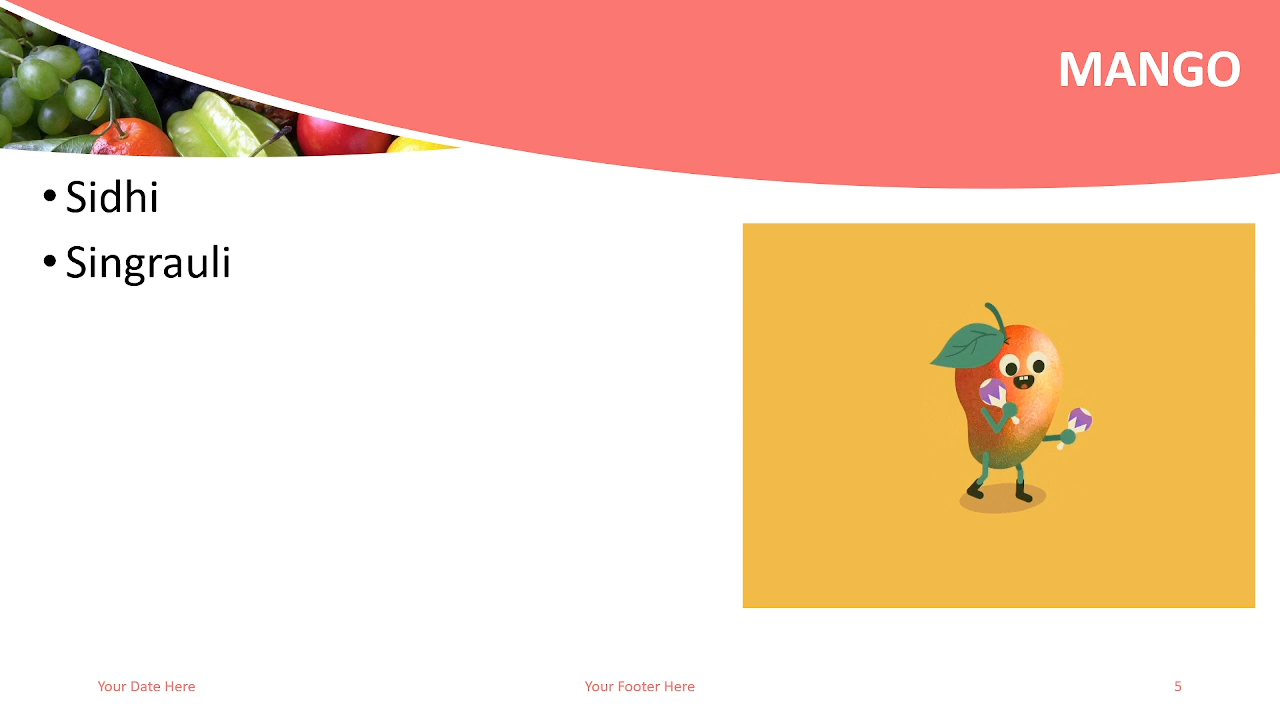 MANGO
• Sidhi
• Singrauli
Your Date Here
Your Footer Here
5